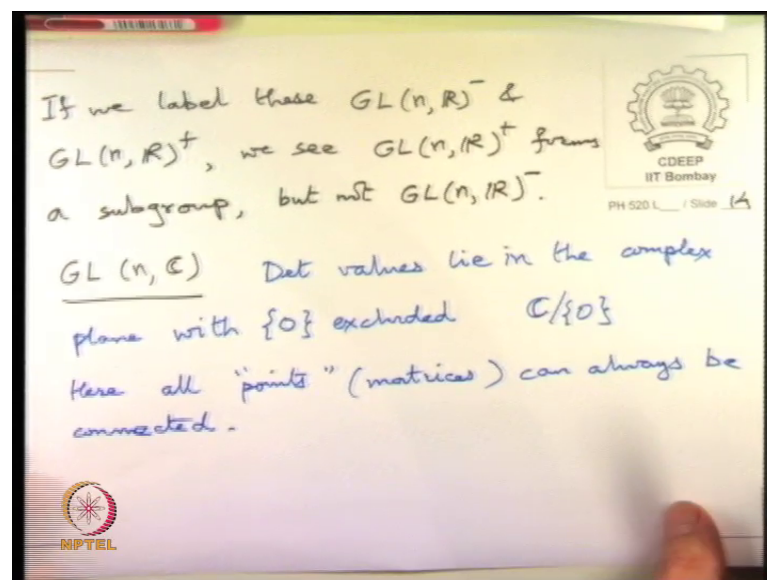 If we label these GL(n,ℝ)⁻ &
GL(n,ℝ)⁺, we see GL(n,ℝ)⁺ forms
a subgroup, but not GL(n,ℝ)⁻.
CDEEP
IIT Bombay
PH 520 L___ / Slide 14
GL (n, ℂ) Det values lie in the complex
plane with {0} excluded ℂ/{0}
Here all "points" (matrices) can always be
connected.
NPTEL